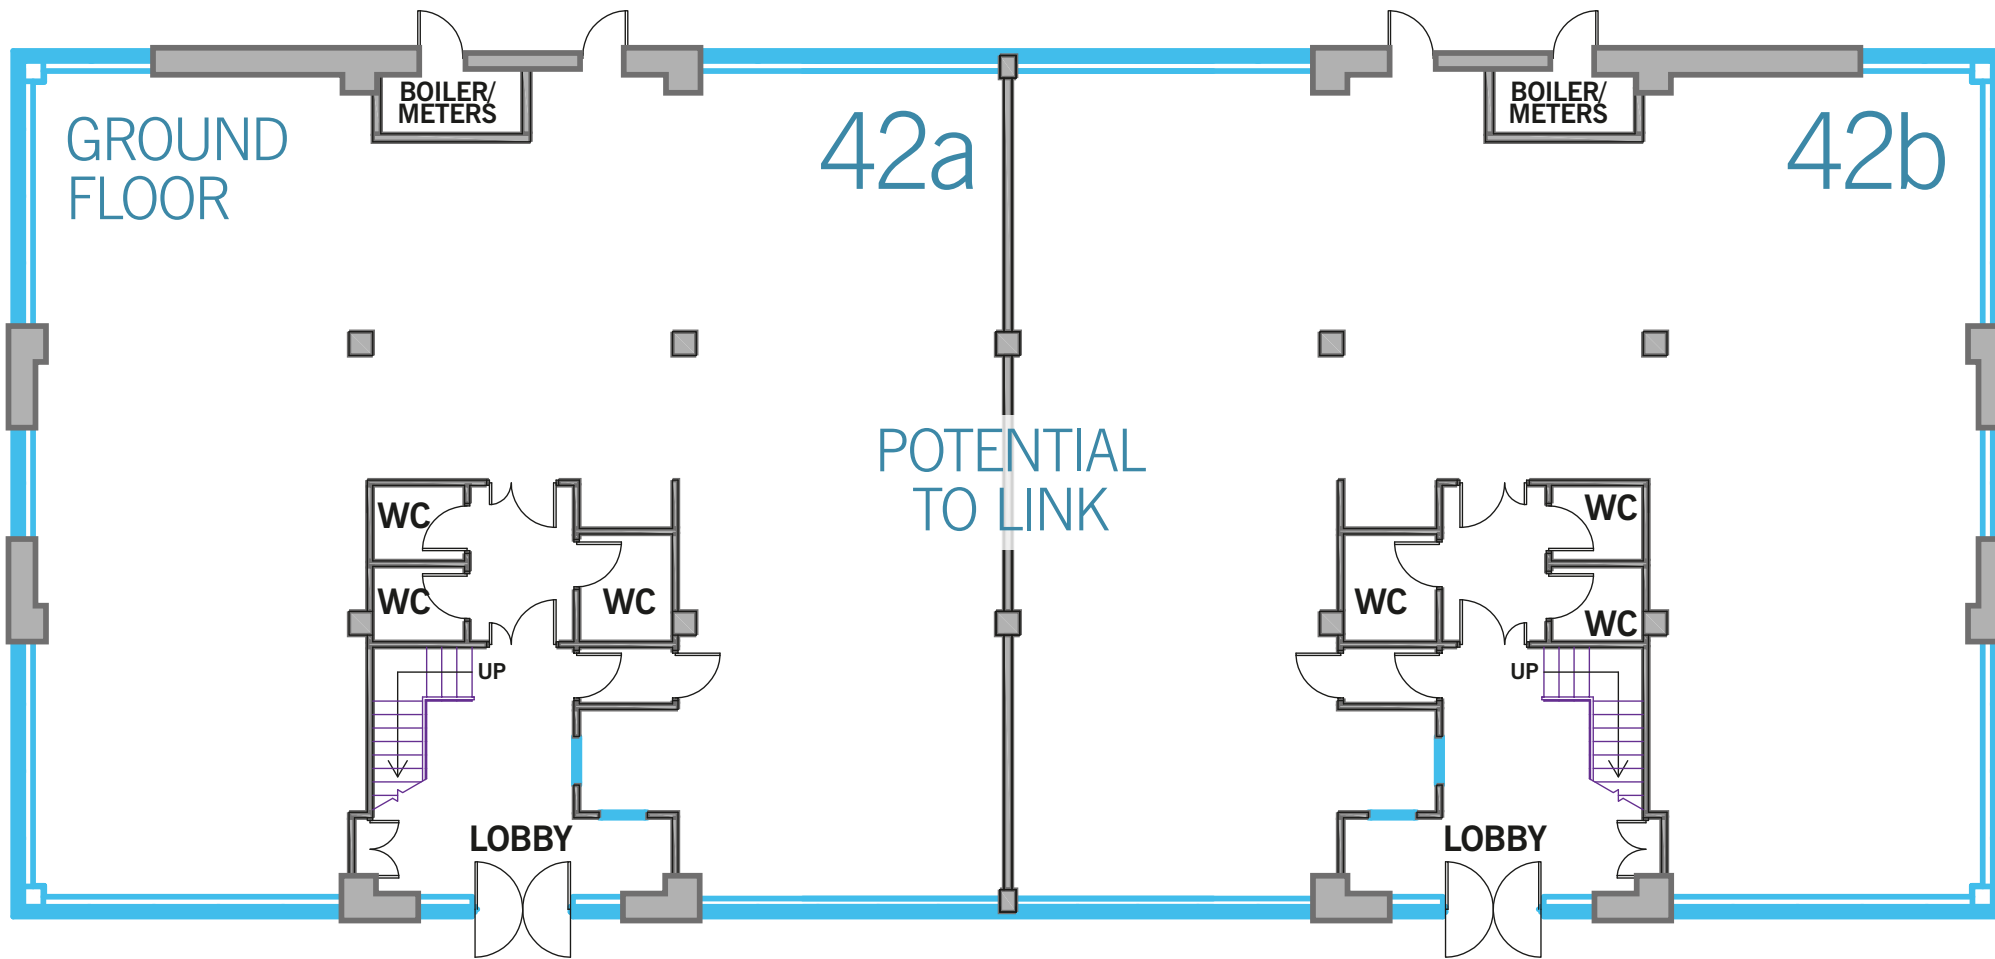 BOILER/
METERS
BOILER/
METERS
GROUND
FLOOR
42a
42b
POTENTIAL
TO LINK
WC
WC
WC
UP
LOBBY
WC
WC
WC
UP
LOBBY